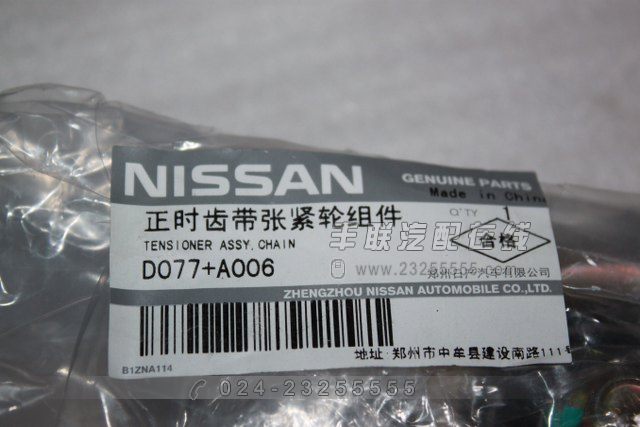 NISSAN
GENUINE PARTS
Made in China
正时齿带张紧轮组件
Q'TY 1
TENSIONER ASSY.CHAIN
合格
D077+A006
丰联汽配在线
www.23255555.com
郑州日产汽车有限公司
ZHENGZHOU NISSAN AUTOMOBILE CO.,LTD.
B1ZNA114
地址:郑州市中牟县建设南路111号
024-23255555